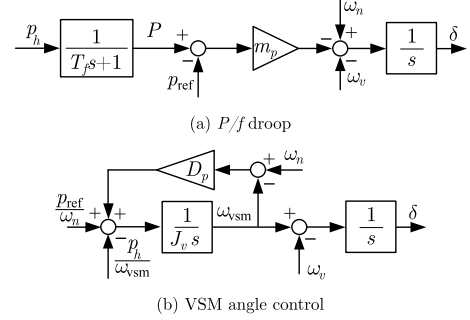 ωn
p_h 1 P + m_p − + 1 δ
T_f s+1 − − s
p_ref ω_v
(a) P/f droop
D_p + ω_n
−
p_ref
ω_n + + 1 ω_vsm + 1 δ
− p_h J_v s − s
ω_vsm ω_v
(b) VSM angle control